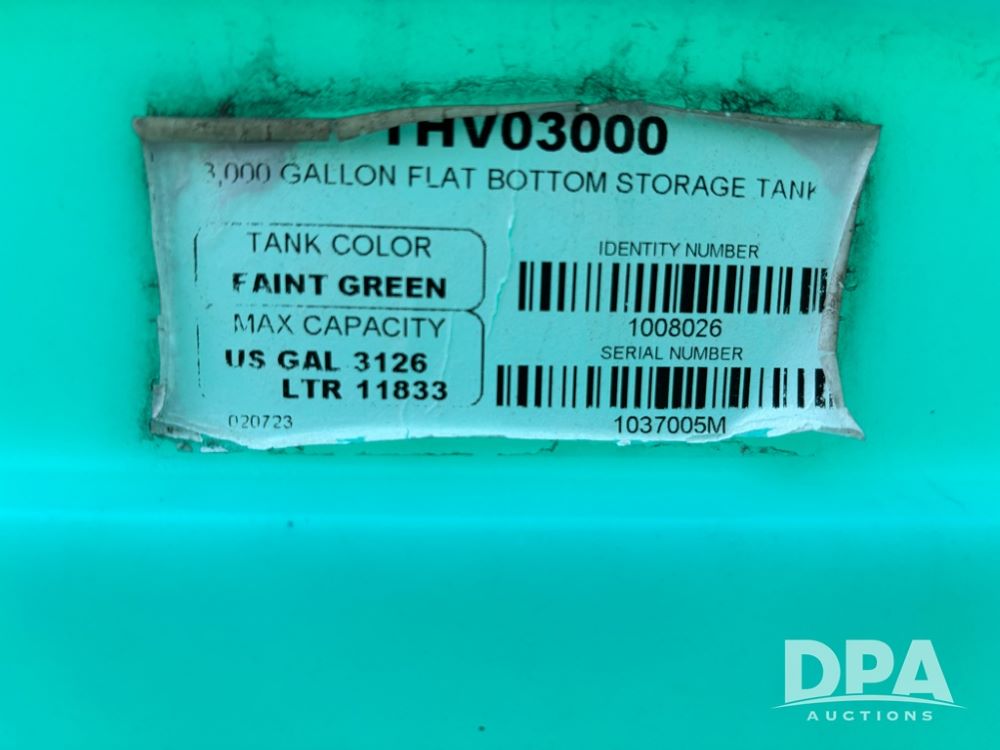 THV03000
3,000 GALLON FLAT BOTTOM STORAGE TANK
TANK COLOR
FAINT GREEN
MAX CAPACITY
US GAL 3126
LTR 11833
020723
IDENTITY NUMBER
1008026
SERIAL NUMBER
1037005M
DPA
AUCTIONS